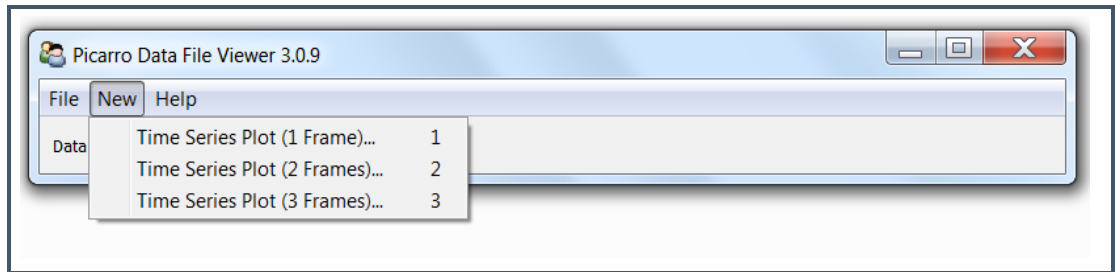 Picarro Data File Viewer 3.0.9
File New Help
Data
Time Series Plot (1 Frame)... 1
Time Series Plot (2 Frames)... 2
Time Series Plot (3 Frames)... 3